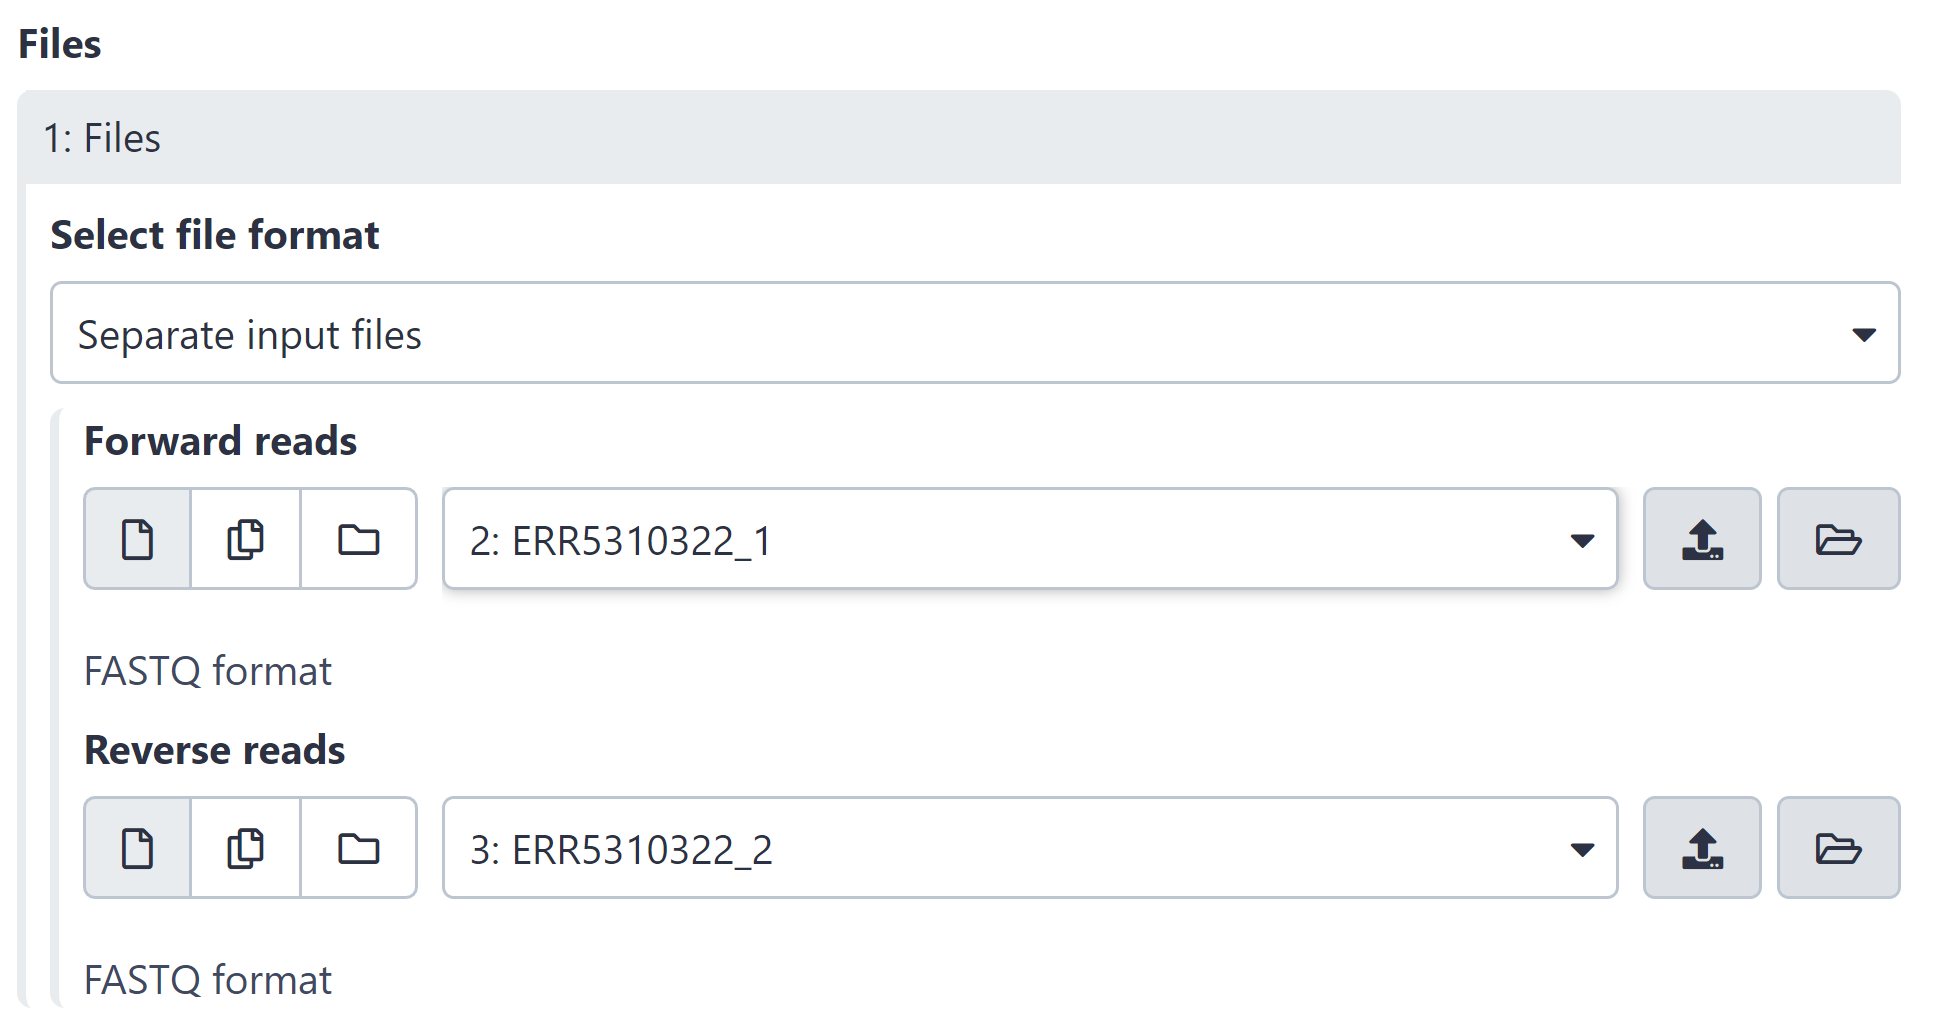 Files
1: Files
Select file format
Separate input files
Forward reads
2: ERR5310322_1
FASTQ format
Reverse reads
3: ERR5310322_2
FASTQ format